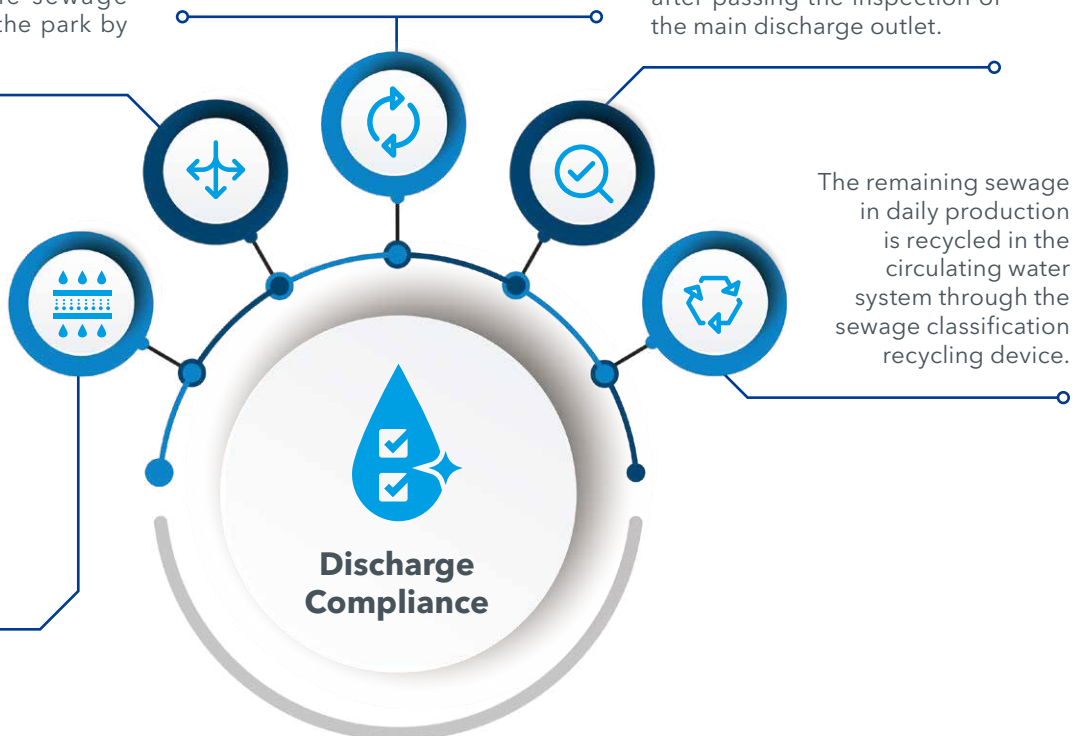 sewage
the park by
the main discharge outlet.
The remaining sewage
in daily production
is recycled in the
circulating water
system through the
sewage classification
recycling device.
Discharge
Compliance